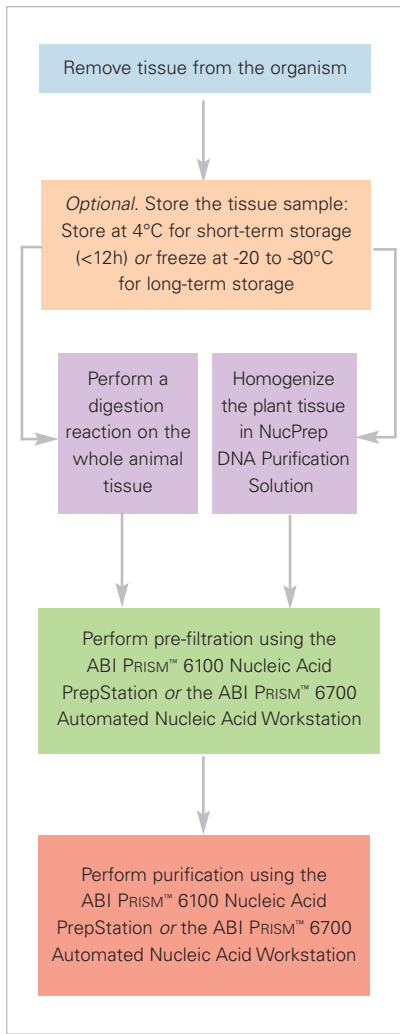 Remove tissue from the organism
Optional. Store the tissue sample:
Store at 4°C for short-term storage
(<12h) or freeze at -20 to -80°C
for long-term storage
Perform a
digestion
reaction on the
whole animal
tissue
Homogenize
the plant tissue
in NucPrep
DNA Purification
Solution
Perform pre-filtration using the
ABI PRISM™ 6100 Nucleic Acid
PrepStation or the ABI PRISM™ 6700
Automated Nucleic Acid Workstation
Perform purification using the
ABI PRISM™ 6100 Nucleic Acid
PrepStation or the ABI PRISM™ 6700
Automated Nucleic Acid Workstation